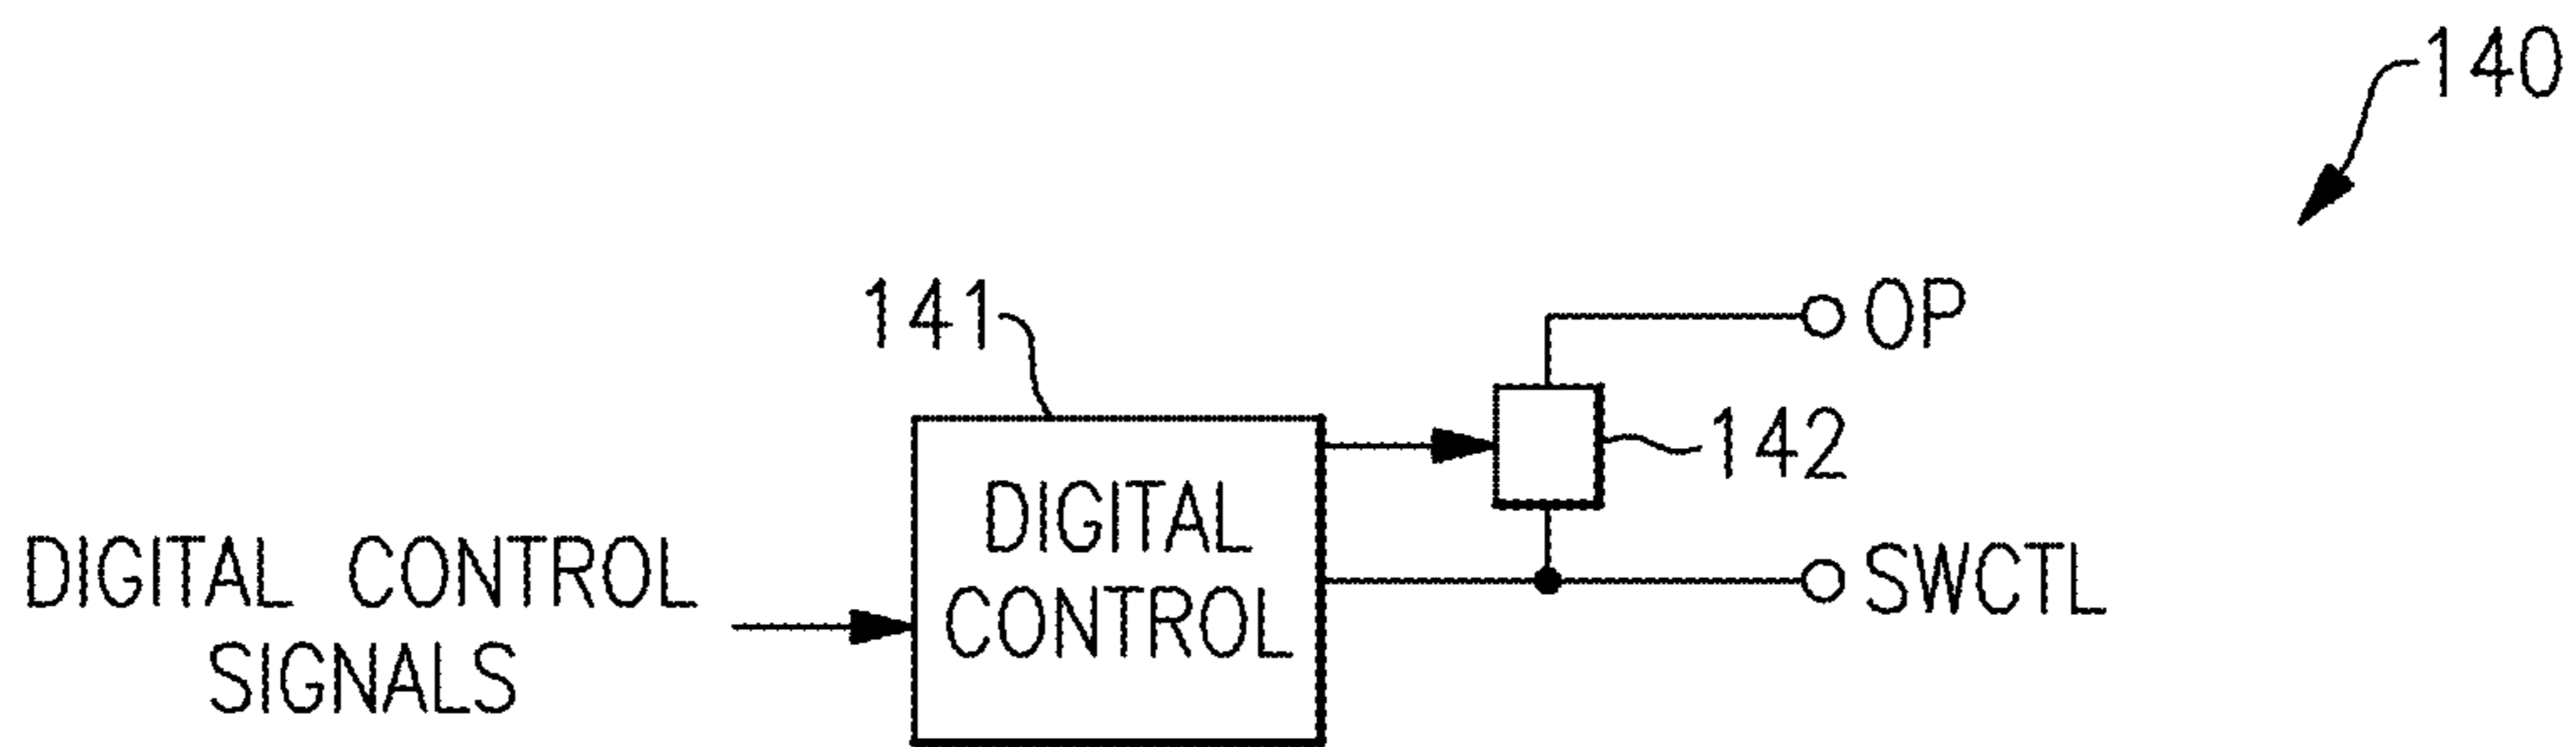 140
141
OP
142
DIGITAL
CONTROL
DIGITAL CONTROL
SIGNALS
SWCTL